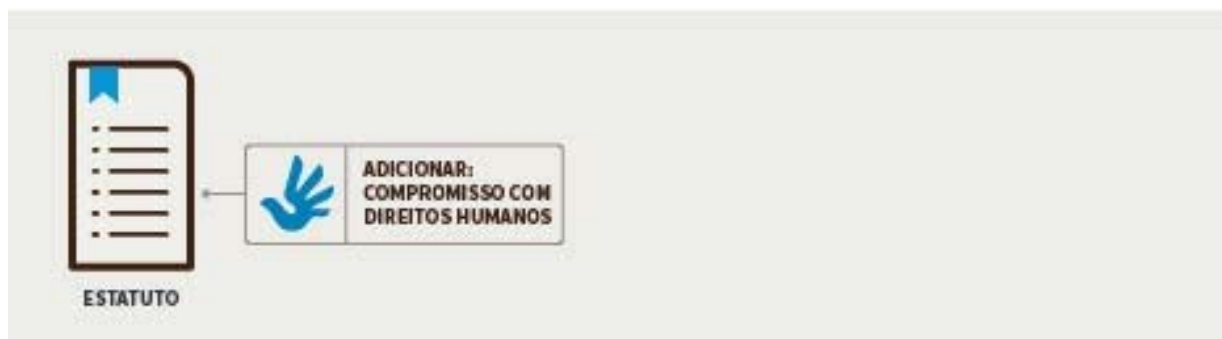 ADICIONAR:
COMPROMISSO COM
DIREITOS HUMANOS
ESTATUTO